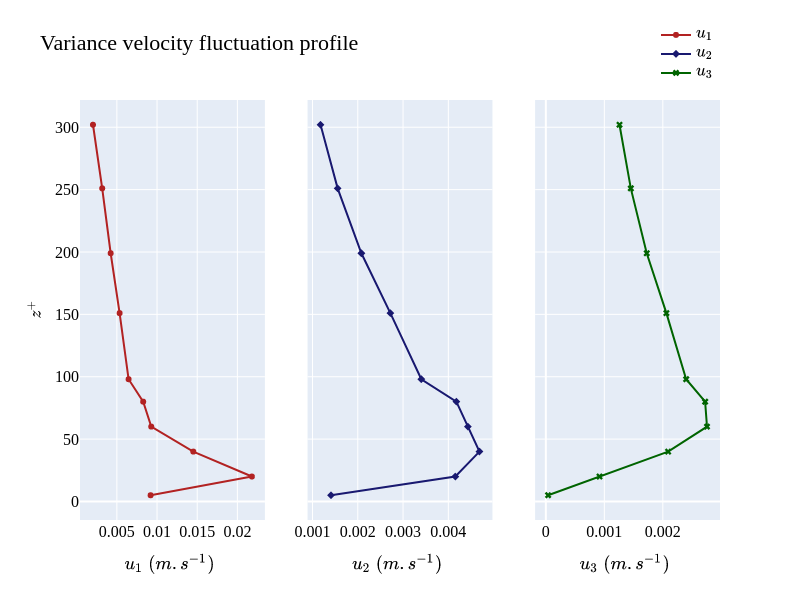 Variance velocity fluctuation profile
u₁
u₂
u₃
300
250
200
150
100
50
0
z⁺
0.005 0.01 0.015 0.02
0.001 0.002 0.003 0.004
0 0.001 0.002
u₁ (m.s⁻¹)
u₂ (m.s⁻¹)
u₃ (m.s⁻¹)